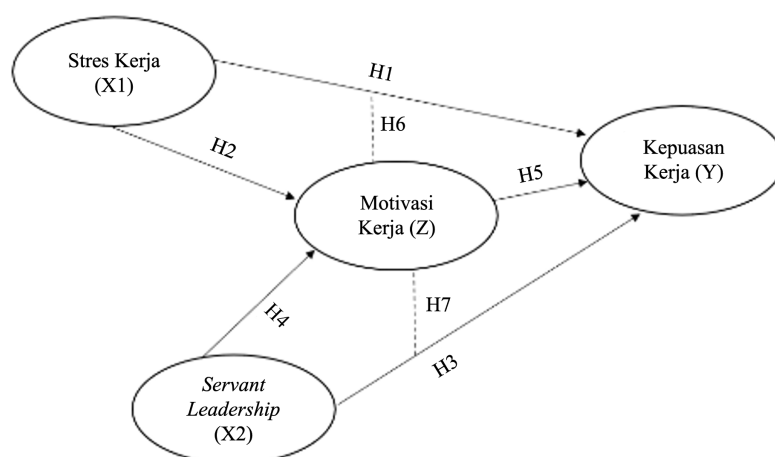 Stres Kerja
(X1)
H1
H6
H2
Kepuasan
Kerja (Y)
H5
Motivasi
Kerja (Z)
H7
H4
H3
Servant
Leadership
(X2)